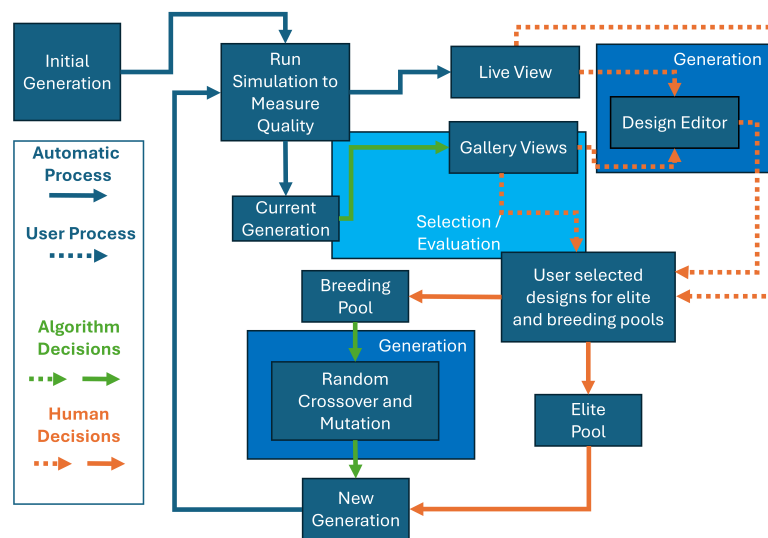 Initial
Generation
Run
Simulation to
Measure
Quality
Live View
Generation
Design Editor
Gallery Views
Automatic
Process
User Process
Algorithm
Decisions
Human
Decisions
Current
Generation
Selection /
Evaluation
User selected
designs for elite
and breeding pools
Breeding
Pool
Generation
Random
Crossover and
Mutation
Elite
Pool
New
Generation